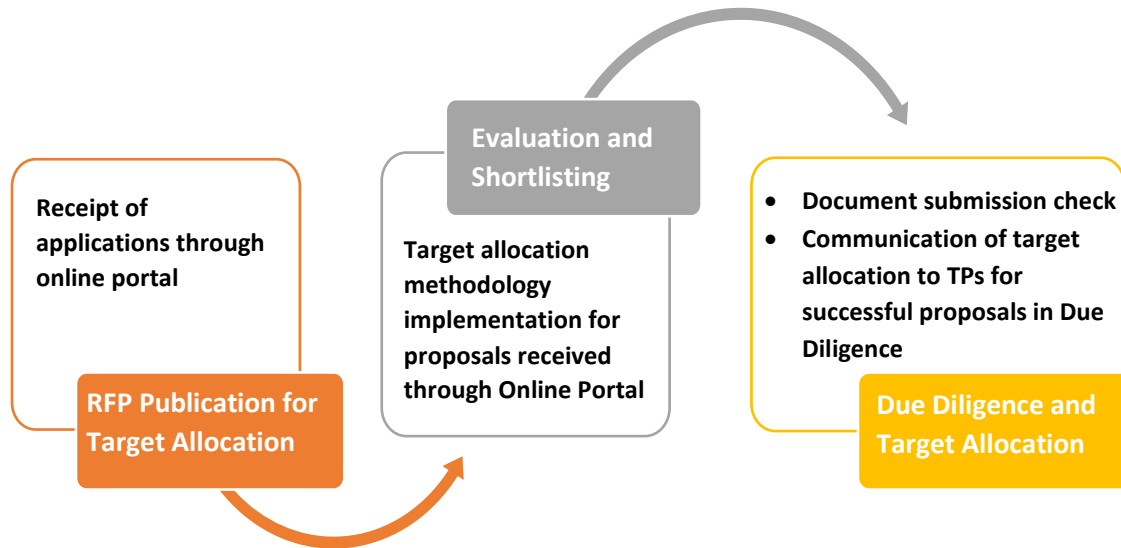 Receipt of
applications through
online portal
RFP Publication for
Target Allocation
Evaluation and
Shortlisting
Target allocation
methodology
implementation for
proposals received
through Online Portal
• Document submission check
• Communication of target
allocation to TPs for
successful proposals in Due
Diligence
Due Diligence and
Target Allocation